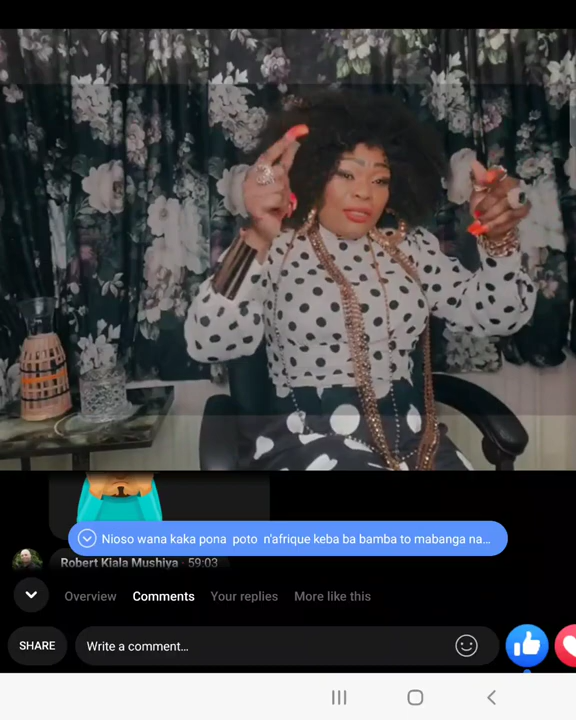 Nioso wana kaka pona poto n'afrique keba ba bamba to mabanga na...
Robert Kiala Mushiya · 59:03
Overview Comments Your replies More like this
SHARE Write a comment...